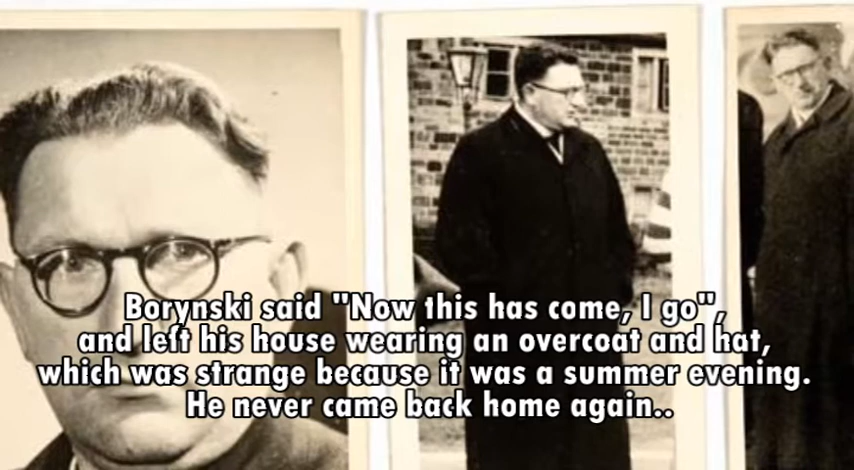 Borynski said "Now this has come, I go",
and left his house wearing an overcoat and hat,
which was strange because it was a summer evening.
He never came back home again..